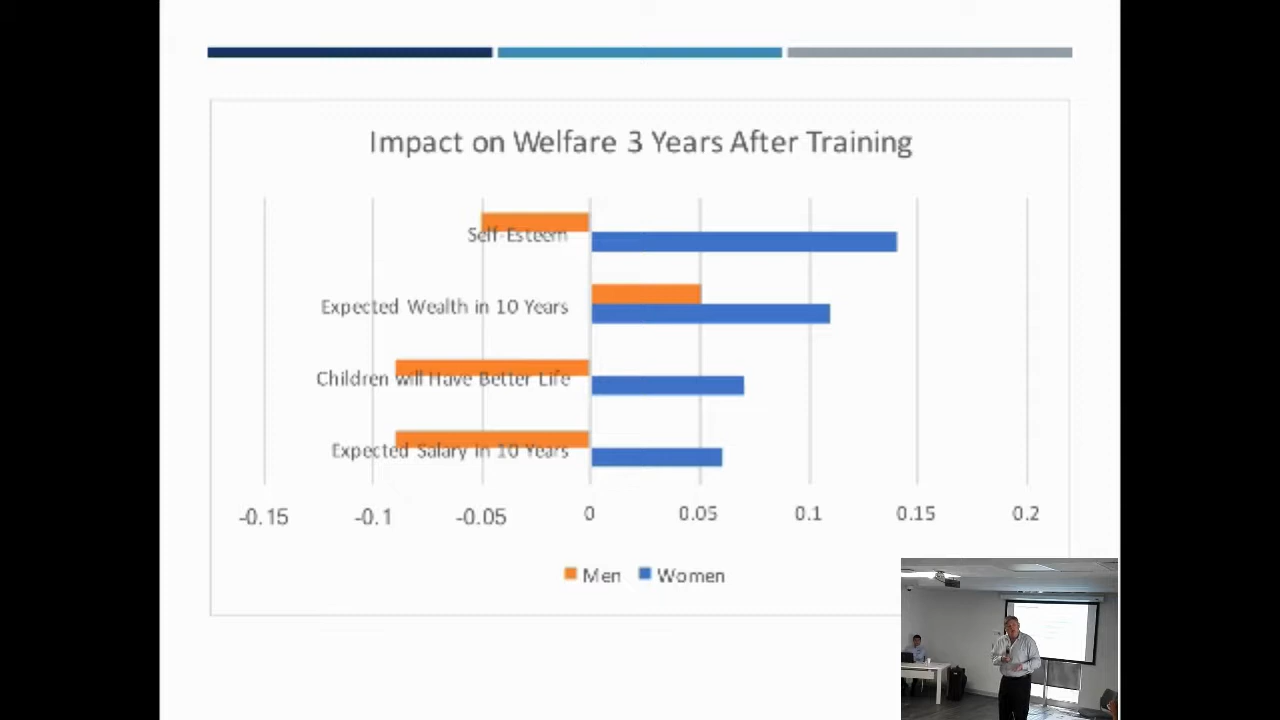 Impact on Welfare 3 Years After Training
Self-Esteem
Expected Wealth in 10 Years
Children will Have Better Life
Expected Salary in 10 Years
-0.15 -0.1 -0.05 0 0.05 0.1 0.15 0.2
Men Women